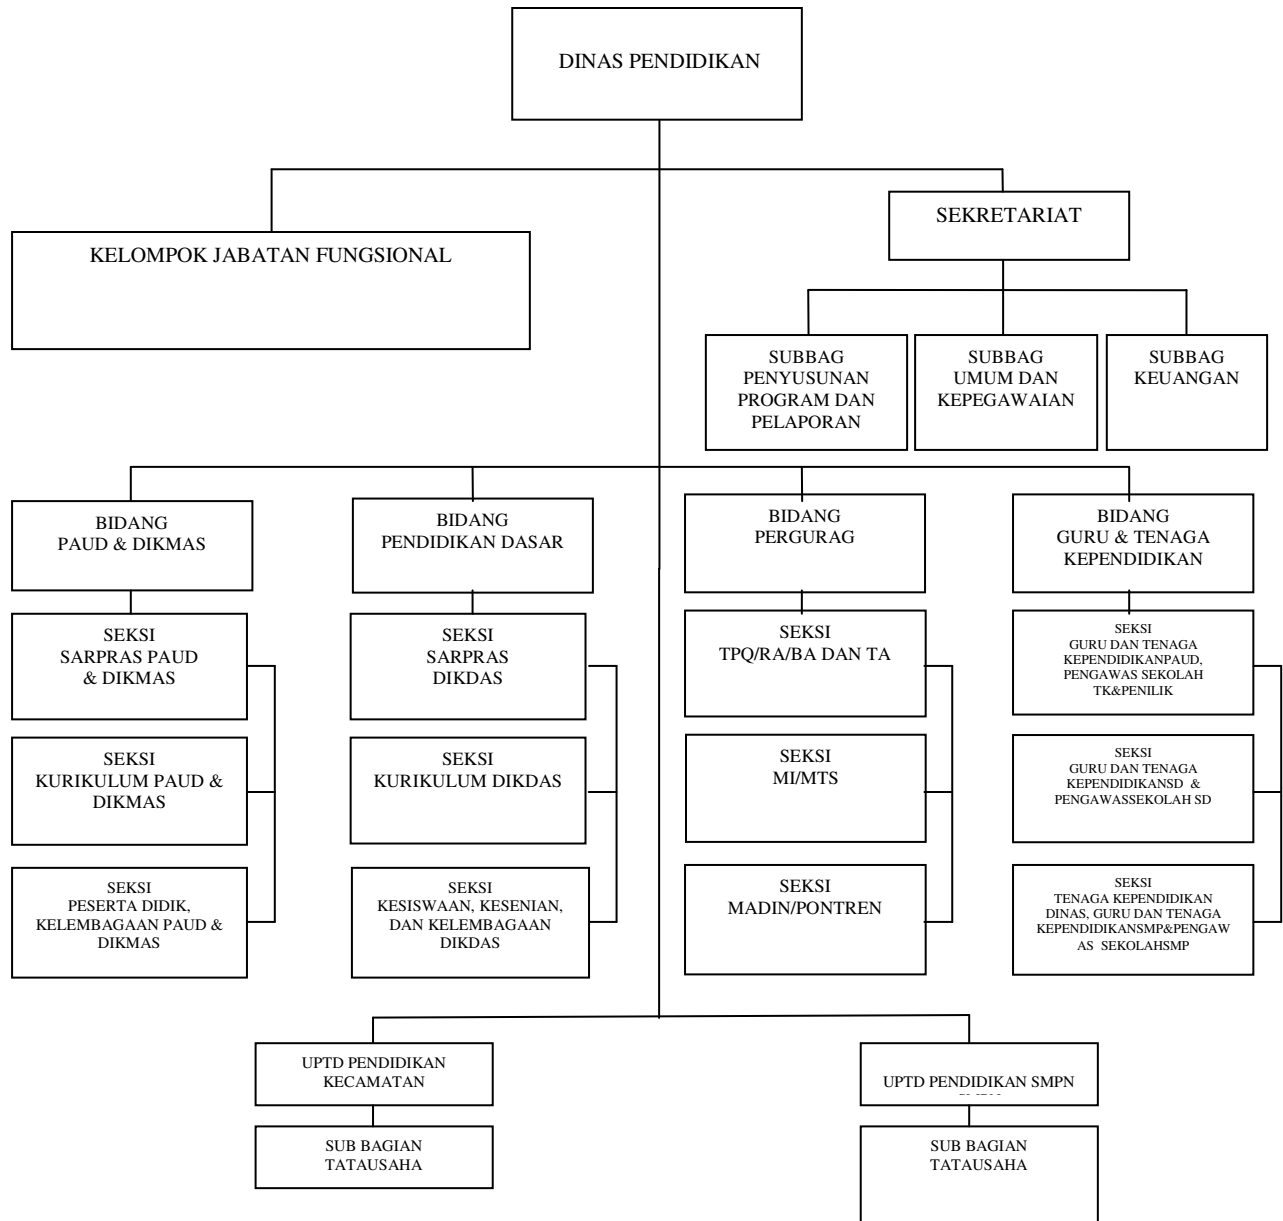 DINAS PENDIDIKAN
SEKRETARIAT
KELOMPOK JABATAN FUNGSIONAL
SUBBAG
PENYUSUNAN
PROGRAM DAN
PELAPORAN
SUBBAG
UMUM DAN
KEPEGAWAIAN
SUBBAG
KEUANGAN
BIDANG
PAUD & DIKMAS
BIDANG
PENDIDIKAN DASAR
BIDANG
PERGURAG
BIDANG
GURU & TENAGA
KEPENDIDIKAN
SEKSI
SARPRAS PAUD
& DIKMAS
SEKSI
SARPRAS
DIKDAS
SEKSI
TPQ/RA/BA DAN TA
SEKSI
GURU DAN TENAGA
KEPENDIDIKANPAUD,
PENGAWAS SEKOLAH
TK&PENILIK
SEKSI
KURIKULUM PAUD &
DIKMAS
SEKSI
KURIKULUM DIKDAS
SEKSI
MI/MTS
SEKSI
GURU DAN TENAGA
KEPENDIDIKANSD &
PENGAWASSEKOLAH SD
SEKSI
PESERTA DIDIK,
KELEMBAGAAN PAUD &
DIKMAS
SEKSI
KESISWAAN, KESENIAN,
DAN KELEMBAGAAN
DIKDAS
SEKSI
MADIN/PONTREN
SEKSI
TENAGA KEPENDIDIKAN
DINAS, GURU DAN TENAGA
KEPENDIDIKANSMP&PENGAW
AS SEKOLAHSMP
UPTD PENDIDIKAN
KECAMATAN
UPTD PENDIDIKAN SMPN
SUB BAGIAN
TATAUSAHA
SUB BAGIAN
TATAUSAHA